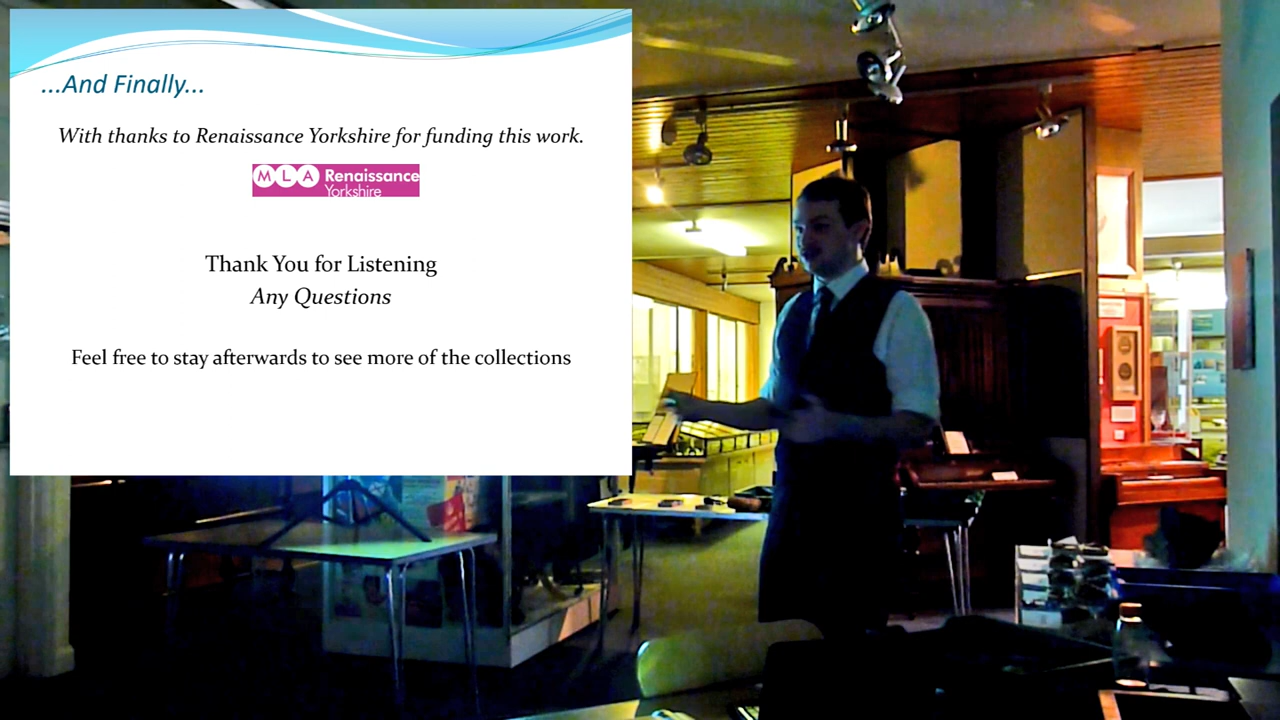 ...And Finally...
With thanks to Renaissance Yorkshire for funding this work.
MLA Renaissance
Yorkshire
Thank You for Listening
Any Questions
Feel free to stay afterwards to see more of the collections